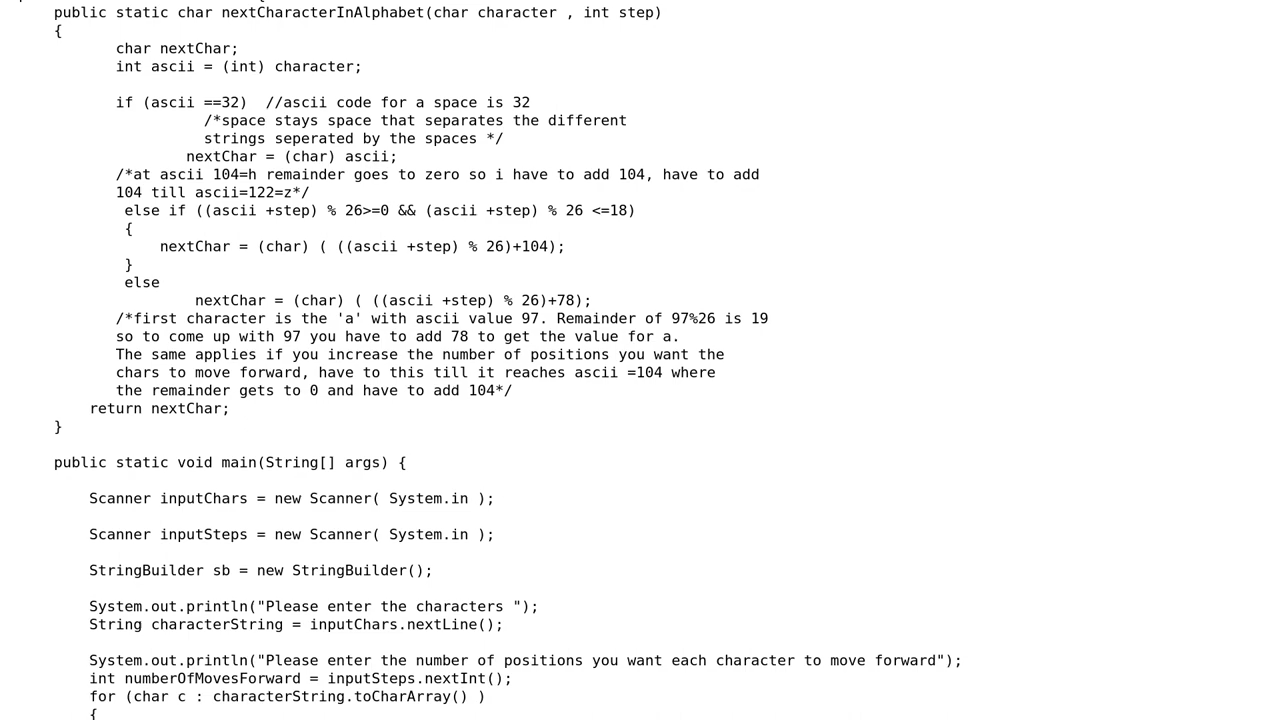 public static char nextCharacterInAlphabet(char character , int step)
{
char nextChar;
int ascii = (int) character;
if (ascii ==32)  //ascii code for a space is 32
/*space stays space that separates the different
strings seperated by the spaces */
nextChar = (char) ascii;
/*at ascii 104=h remainder goes to zero so i have to add 104, have to add
104 till ascii=122=z*/
else if ((ascii +step) % 26>=0 && (ascii +step) % 26 <=18)
{
nextChar = (char) ( ((ascii +step) % 26)+104);
}
else
nextChar = (char) ( ((ascii +step) % 26)+78);
/*first character is the 'a' with ascii value 97. Remainder of 97%26 is 19
so to come up with 97 you have to add 78 to get the value for a.
The same applies if you increase the number of positions you want the
chars to move forward, have to this till it reaches ascii =104 where
the remainder gets to 0 and have to add 104*/
return nextChar;
}
public static void main(String[] args) {
Scanner inputChars = new Scanner( System.in );
Scanner inputSteps = new Scanner( System.in );
StringBuilder sb = new StringBuilder();
System.out.println("Please enter the characters ");
String characterString = inputChars.nextLine();
System.out.println("Please enter the number of positions you want each character to move forward");
int numberOfMovesForward = inputSteps.nextInt();
for (char c : characterString.toCharArray() )
{